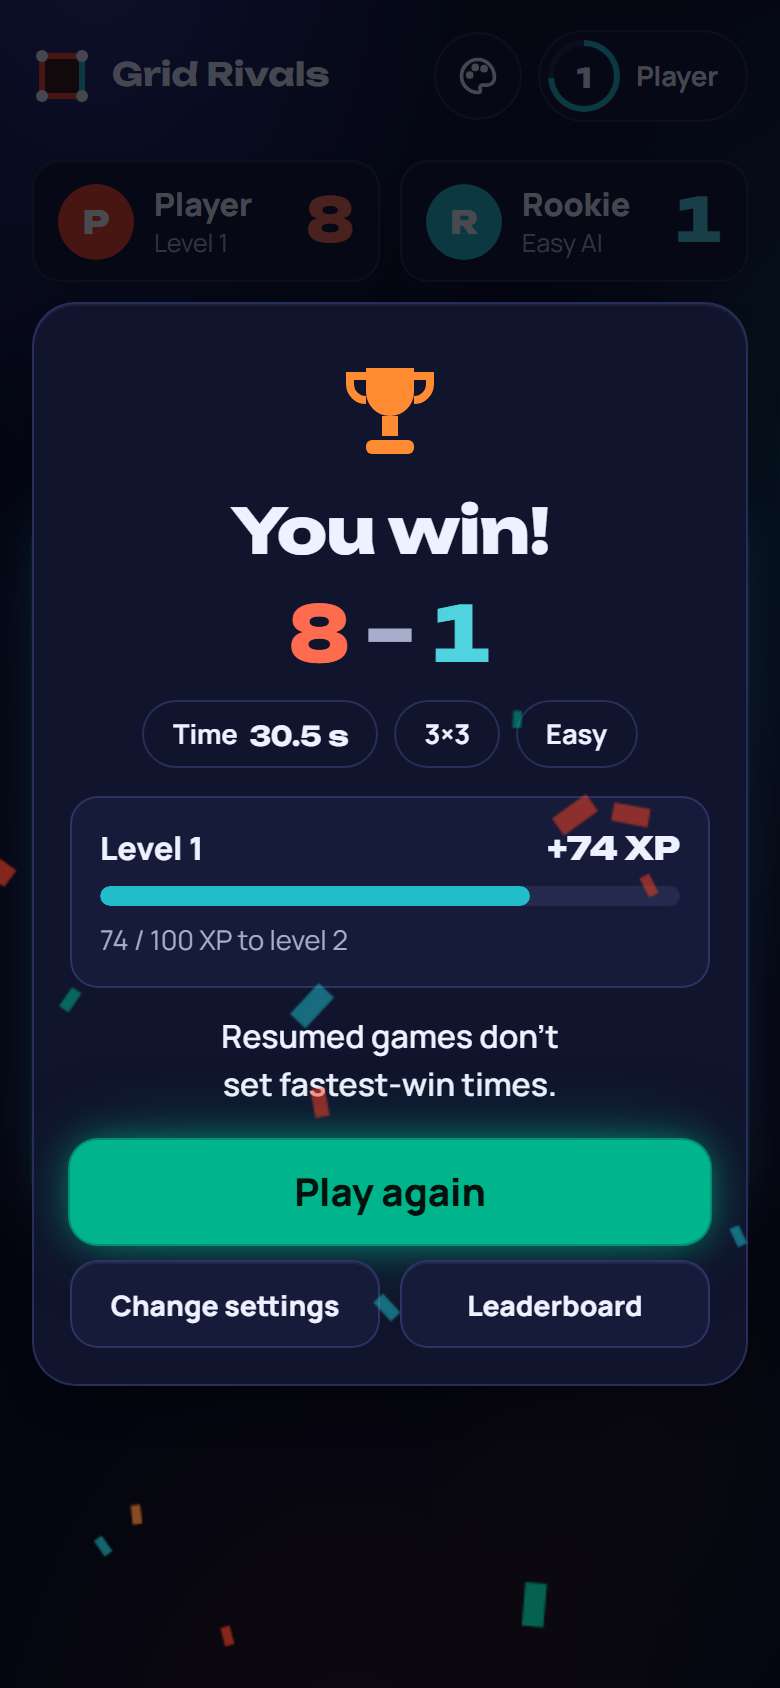 Grid Rivals
1 Player
P Player 8
Level 1
R Rookie 1
Easy AI
You win!
8 – 1
Time 30.5 s
3×3
Easy
Level 1 +74 XP
74 / 100 XP to level 2
Resumed games don’t
set fastest-win times.
Play again
Change settings
Leaderboard